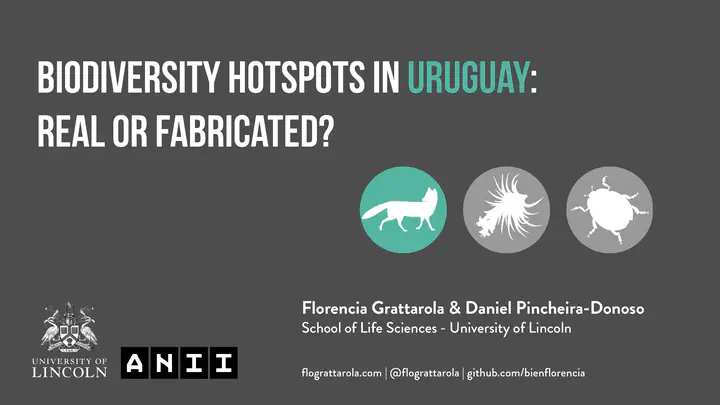 BIODIVERSITY HOTSPOTS IN URUGUAY:
REAL OR FABRICATED?
Florencia Grattarola & Daniel Pincheira-Donoso
School of Life Sciences - University of Lincoln
UNIVERSITY OF
LINCOLN
ANII
flograttarola.com | @flograttarola | github.com/bienflorencia